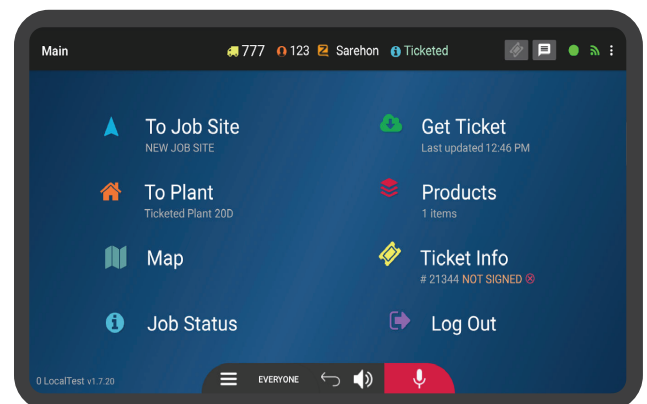 Main 777 123 Sarehon Ticketed
To Job Site
NEW JOB SITE
Get Ticket
Last updated 12:46 PM
To Plant
Ticketed Plant 20D
Products
1 items
Map
Ticket Info
# 21344 NOT SIGNED
Job Status
Log Out
0 LocalTest v1.7.20
EVERYONE